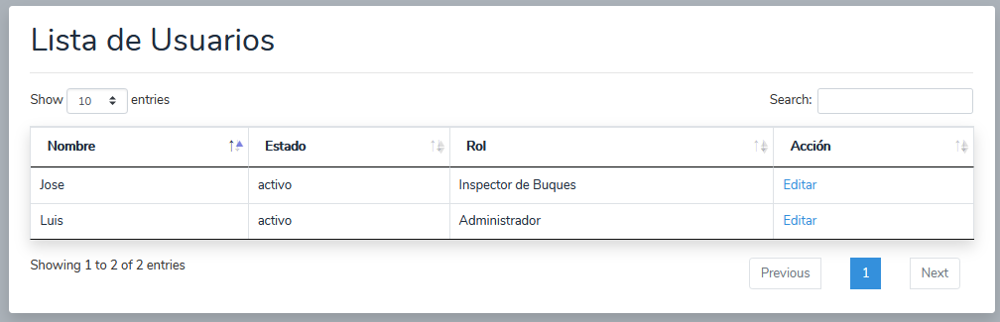 Lista de Usuarios
Show 10 entries Search:
Nombre Estado Rol Acción
Jose activo Inspector de Buques Editar
Luis activo Administrador Editar
Showing 1 to 2 of 2 entries Previous 1 Next